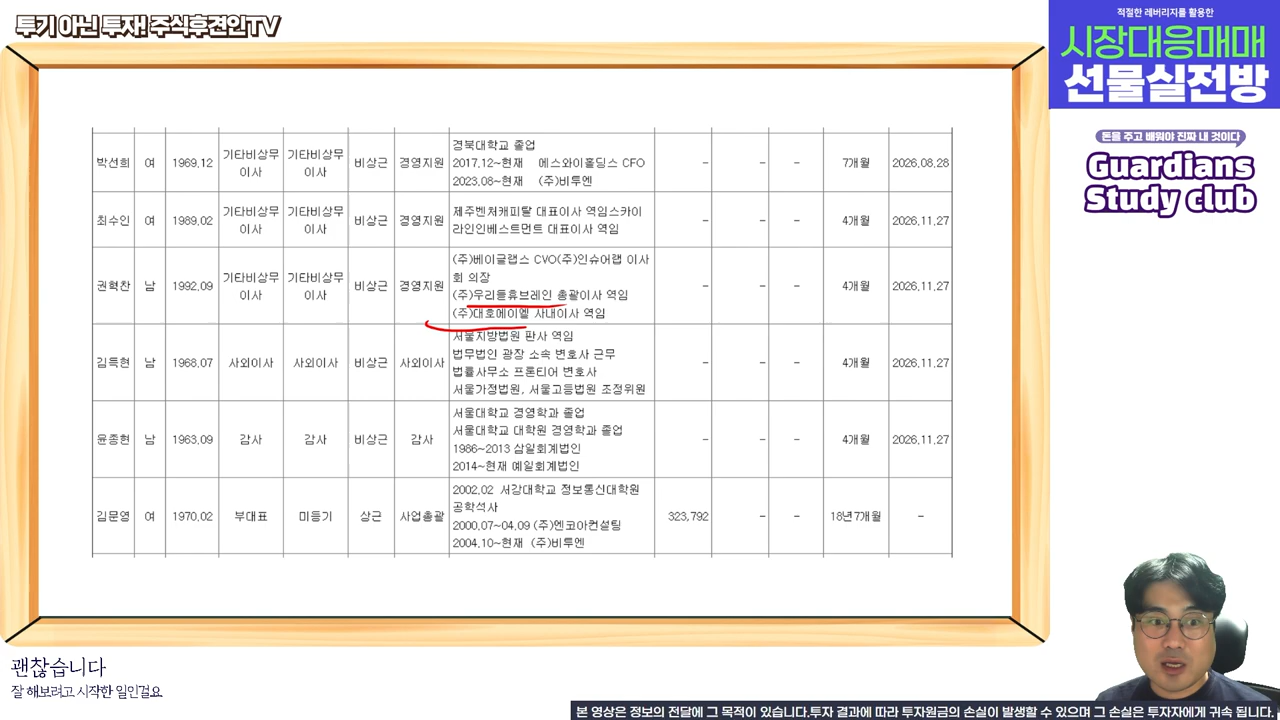 투기 아닌 투자! 주식후견인TV
적절한 레버리지를 활용한
시장대응매매
선물실전방
돈을 주고 배워야 진짜 내 것이다
Guardians
Study club
박선희 여 1969.12 기타비상무이사 기타비상무이사 비상근 경영지원 경북대학교 졸업
2017.12~현재 에스와이홀딩스 CFO
2023.08~현재 (주)비투엔
- - - 7개월 2026.08.28
최수인 여 1989.02 기타비상무이사 기타비상무이사 비상근 경영지원 제주벤처캐피탈 대표이사 역임스카이
라인인베스트먼트 대표이사 역임
- - - 4개월 2026.11.27
권혁찬 남 1992.09 기타비상무이사 기타비상무이사 비상근 경영지원 (주)베이글랩스 CVO(주)인슈어랩 이사
회 의장
(주)우리들휴브레인 총괄이사 역임
(주)대호에이엘 사내이사 역임
- - - 4개월 2026.11.27
김득현 남 1968.07 사외이사 사외이사 비상근 사외이사 서울지방법원 판사 역임
법무법인 광장 소속 변호사 근무
법률사무소 프론티어 변호사
서울가정법원, 서울고등법원 조정위원
- - - 4개월 2026.11.27
윤종현 남 1963.09 감사 감사 비상근 감사 서울대학교 경영학과 졸업
서울대학교 대학원 경영학과 졸업
1986~2013 삼일회계법인
2014~현재 예일회계법인
- - - 4개월 2026.11.27
김문영 여 1970.02 부대표 미등기 상근 사업총괄 2002.02 서강대학교 정보통신대학원
공학석사
2000.07~04.09 (주)엔코아컨설팅
2004.10~현재 (주)비투엔
323,792 - - 18년7개월 -
괜찮습니다
잘 해보려고 시작한 일인걸요
본 영상은 정보의 전달에 그 목적이 있습니다.투자 결과에 따라 투자원금의 손실이 발생할 수 있으며 그 손실은 투자자에게 귀속 됩니다.